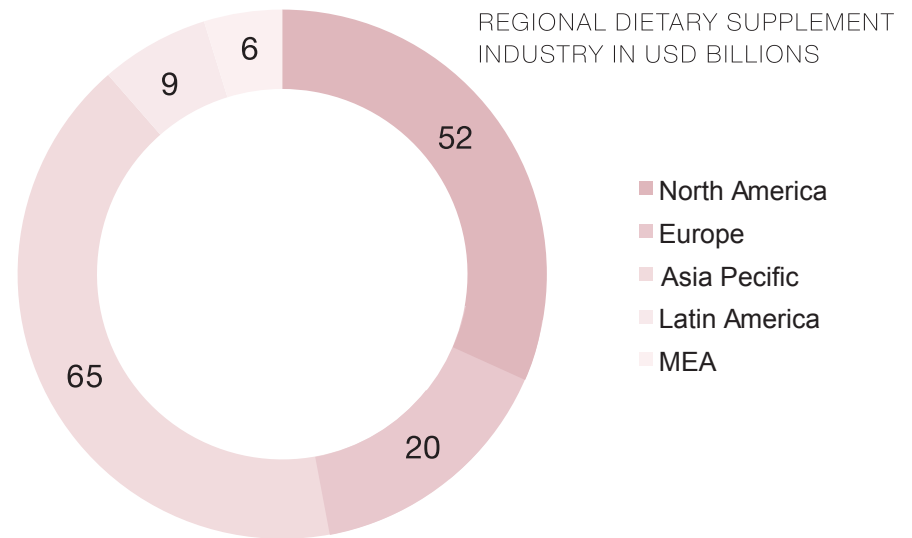 REGIONAL DIETARY SUPPLEMENT
INDUSTRY IN USD BILLIONS
6
9
52
North America
Europe
Asia Pecific
Latin America
MEA
65
20